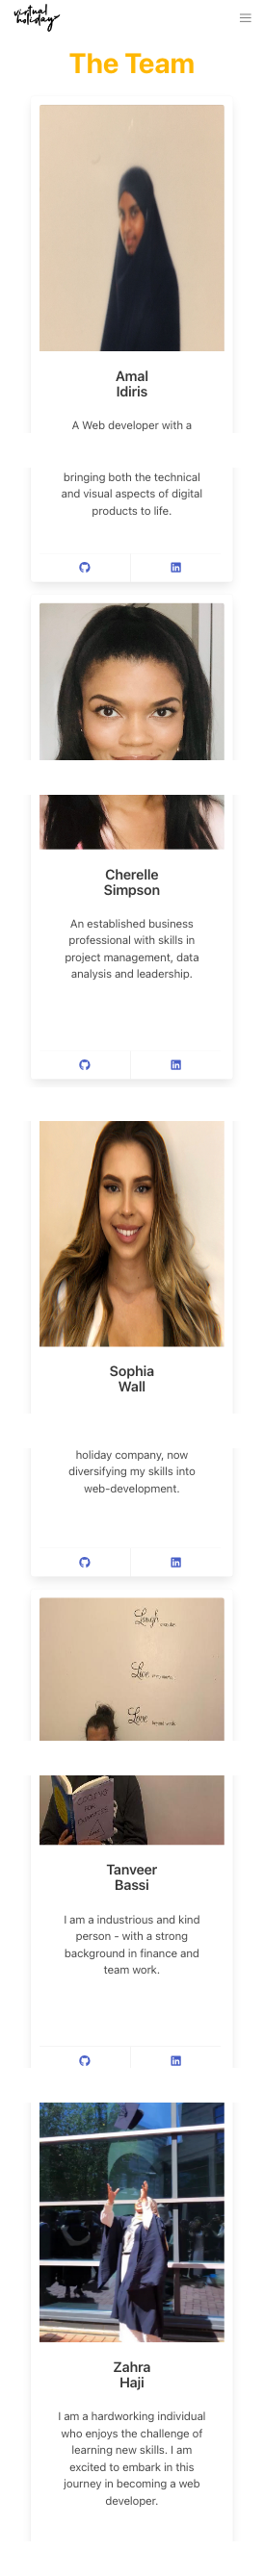 virtual
holiday
The Team
Amal
Idiris
A Web developer with a
bringing both the technical
and visual aspects of digital
products to life.
Cherelle
Simpson
An established business
professional with skills in
project management, data
analysis and leadership.
Sophia
Wall
holiday company, now
diversifying my skills into
web-development.
Laugh
Live
Love
Tanveer
Bassi
I am a industrious and kind
person - with a strong
background in finance and
team work.
Zahra
Haji
I am a hardworking individual
who enjoys the challenge of
learning new skills. I am
excited to embark in this
journey in becoming a web
developer.